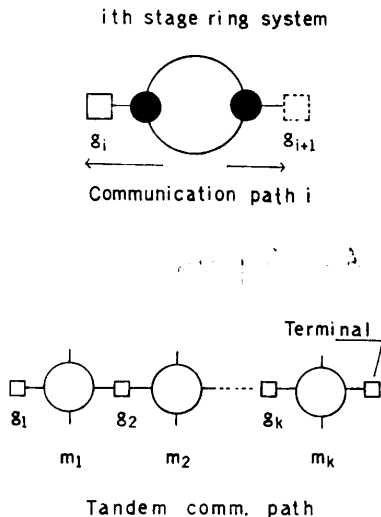 ith stage ring system
g_i g_{i+1}
Communication path i
Terminal
g_1 g_2 g_k
m_1 m_2 m_k
Tandem comm. path